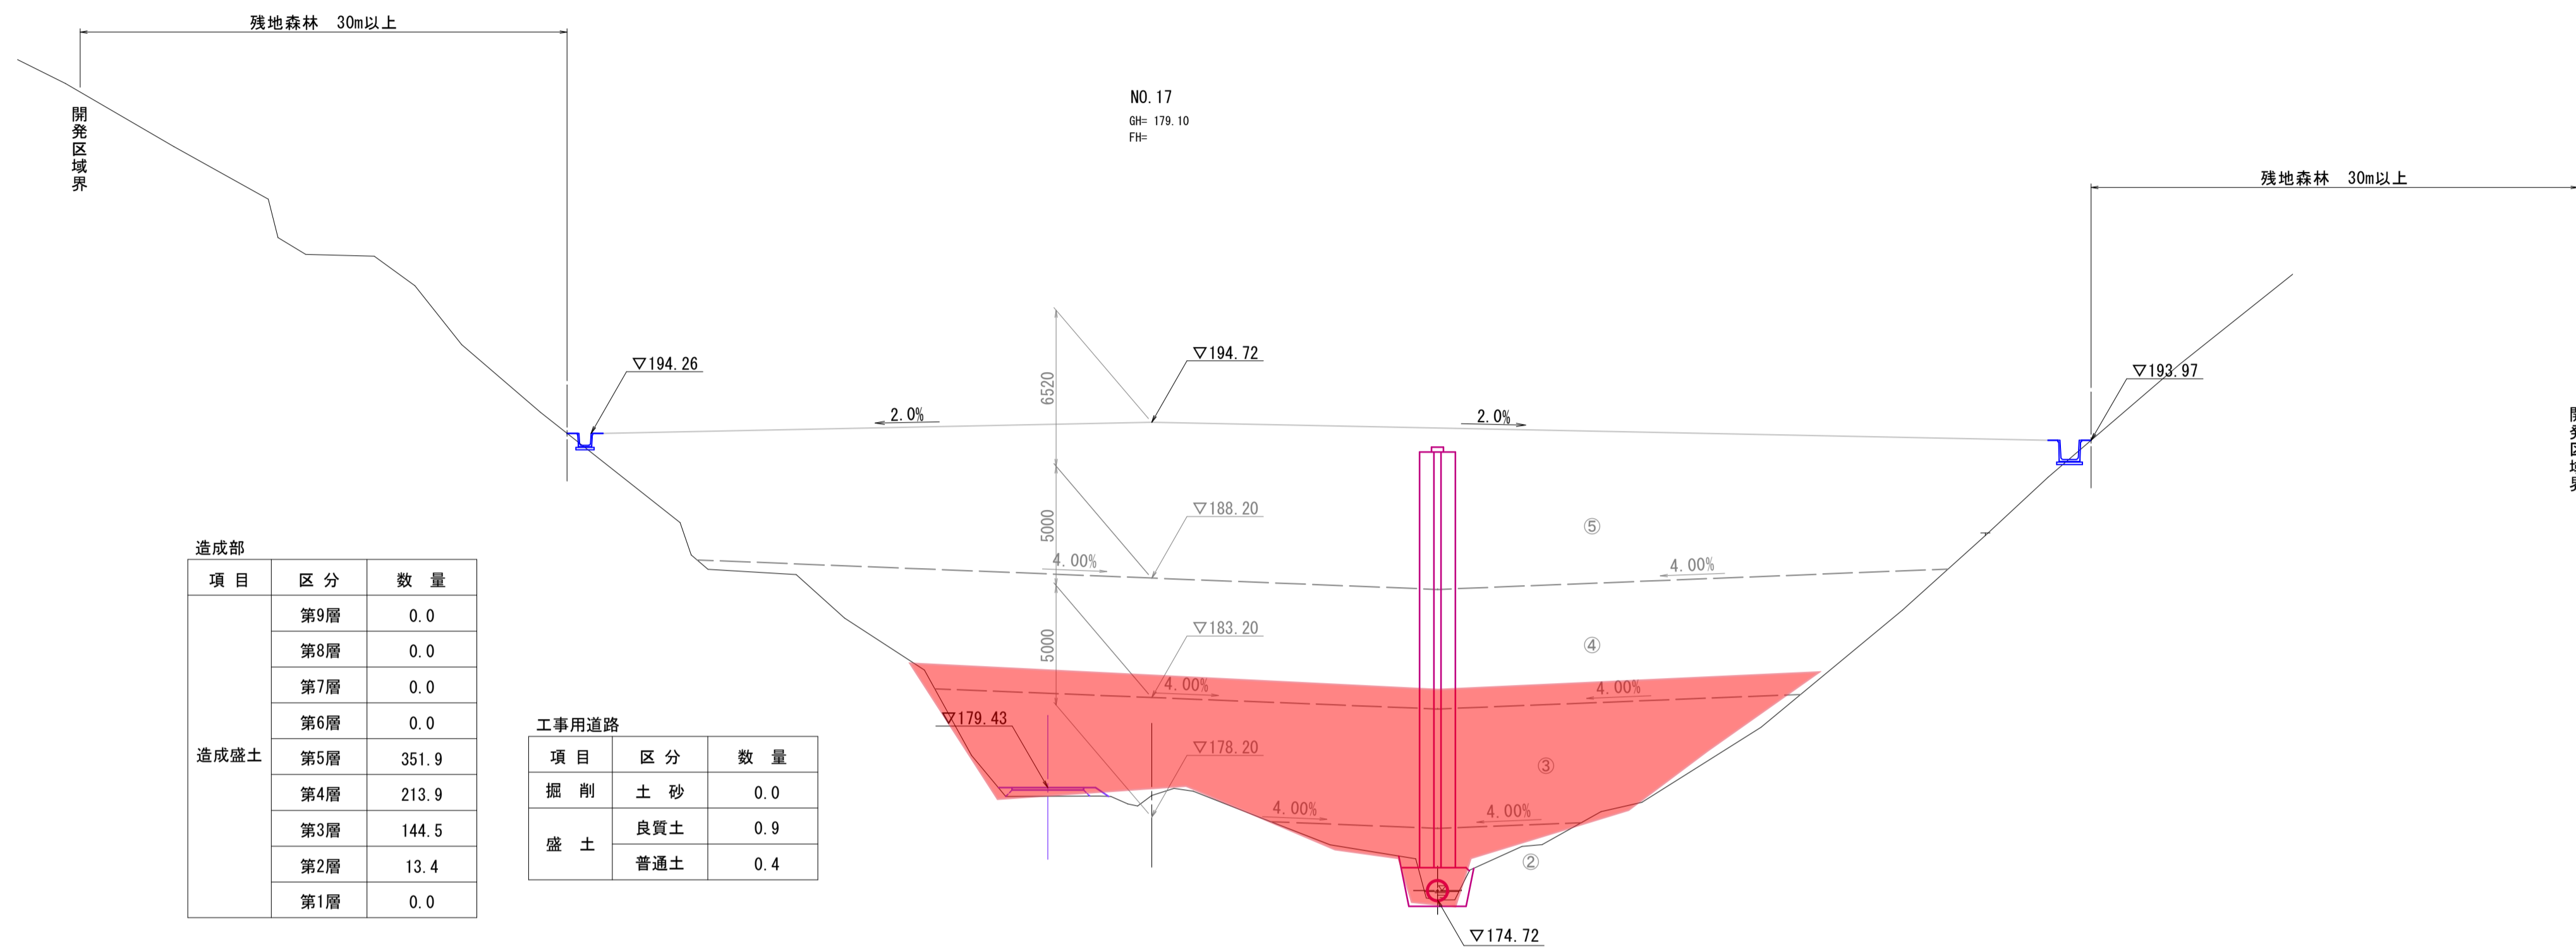 残地森林　30m以上
開発区域界
NO.17
GH= 179.10
FH=
残地森林　30m以上
開発区域界
▽194.26
▽194.72
▽193.97
6520
2.0%
2.0%
▽188.20
5000
⑤
4.00%
4.00%
▽183.20
5000
④
4.00%
4.00%
▽179.43
▽178.20
③
4.00%
4.00%
②
▽174.72
造成部
項 目 区 分 数 量
造成盛土
第9層 0.0
第8層 0.0
第7層 0.0
第6層 0.0
第5層 351.9
第4層 213.9
第3層 144.5
第2層 13.4
第1層 0.0
工事用道路
項 目 区 分 数 量
掘 削 土 砂 0.0
盛 土
良質土 0.9
普通土 0.4